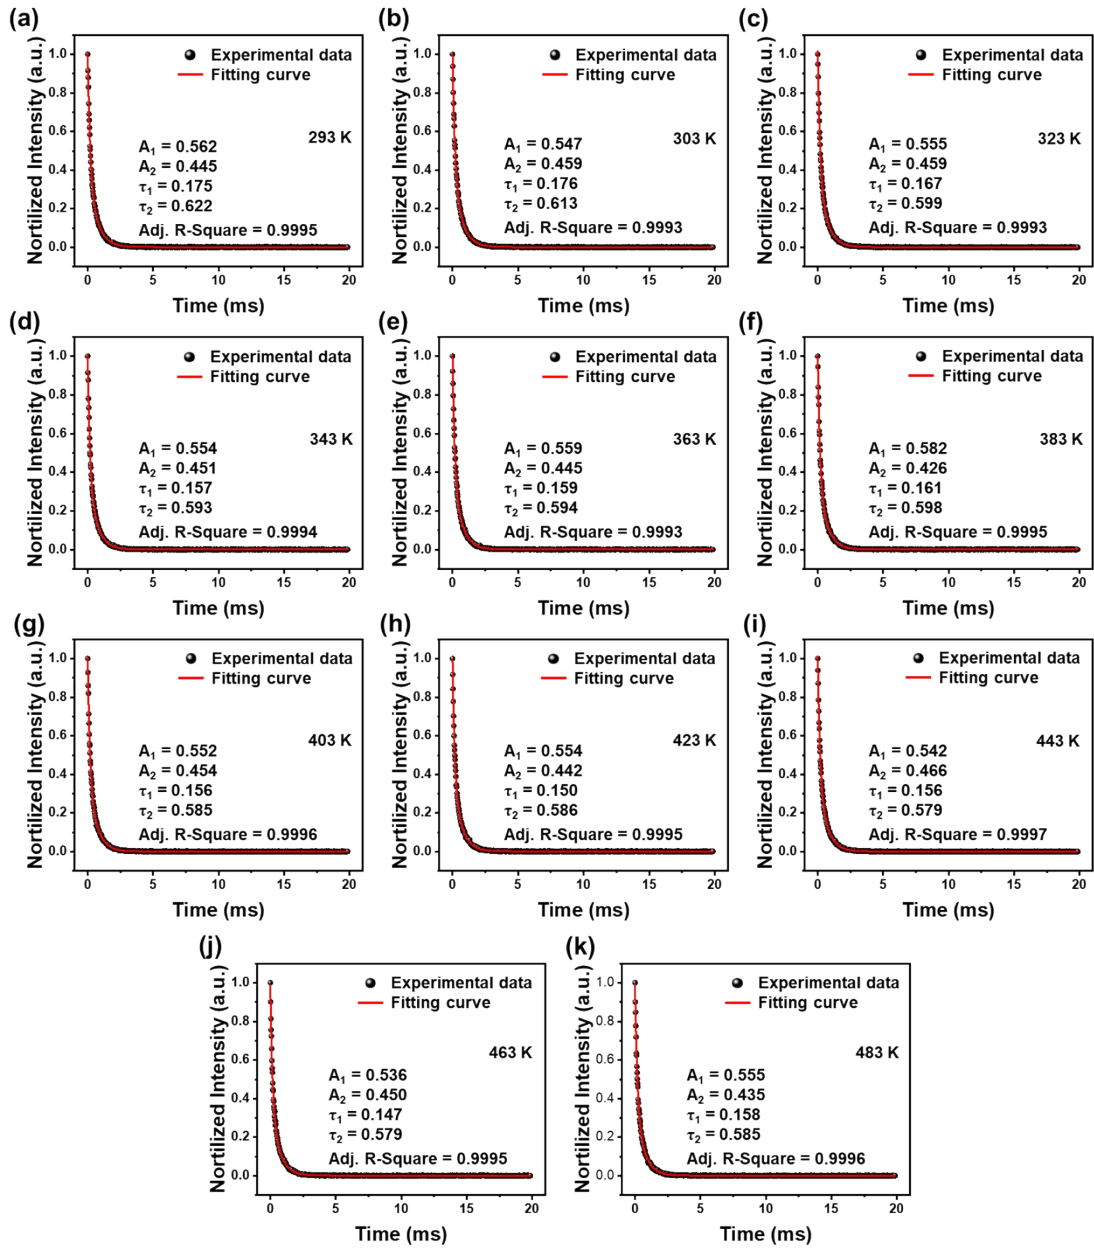 (a)
Nortilized Intensity (a.u.)
1.0
0.8
0.6
0.4
0.2
0.0
Experimental data
Fitting curve
293 K
A₁ = 0.562
A₂ = 0.445
τ₁ = 0.175
τ₂ = 0.622
Adj. R-Square = 0.9995
0 5 10 15 20
Time (ms)
(b)
Nortilized Intensity (a.u.)
1.0
0.8
0.6
0.4
0.2
0.0
Experimental data
Fitting curve
303 K
A₁ = 0.547
A₂ = 0.459
τ₁ = 0.176
τ₂ = 0.613
Adj. R-Square = 0.9993
0 5 10 15 20
Time (ms)
(c)
Nortilized Intensity (a.u.)
1.0
0.8
0.6
0.4
0.2
0.0
Experimental data
Fitting curve
323 K
A₁ = 0.555
A₂ = 0.459
τ₁ = 0.167
τ₂ = 0.599
Adj. R-Square = 0.9993
0 5 10 15 20
Time (ms)
(d)
Nortilized Intensity (a.u.)
1.0
0.8
0.6
0.4
0.2
0.0
Experimental data
Fitting curve
343 K
A₁ = 0.554
A₂ = 0.451
τ₁ = 0.157
τ₂ = 0.593
Adj. R-Square = 0.9994
0 5 10 15 20
Time (ms)
(e)
Nortilized Intensity (a.u.)
1.0
0.8
0.6
0.4
0.2
0.0
Experimental data
Fitting curve
363 K
A₁ = 0.559
A₂ = 0.445
τ₁ = 0.159
τ₂ = 0.594
Adj. R-Square = 0.9993
0 5 10 15 20
Time (ms)
(f)
Nortilized Intensity (a.u.)
1.0
0.8
0.6
0.4
0.2
0.0
Experimental data
Fitting curve
383 K
A₁ = 0.582
A₂ = 0.426
τ₁ = 0.161
τ₂ = 0.598
Adj. R-Square = 0.9995
0 5 10 15 20
Time (ms)
(g)
Nortilized Intensity (a.u.)
1.0
0.8
0.6
0.4
0.2
0.0
Experimental data
Fitting curve
403 K
A₁ = 0.552
A₂ = 0.454
τ₁ = 0.156
τ₂ = 0.585
Adj. R-Square = 0.9996
0 5 10 15 20
Time (ms)
(h)
Nortilized Intensity (a.u.)
1.0
0.8
0.6
0.4
0.2
0.0
Experimental data
Fitting curve
423 K
A₁ = 0.554
A₂ = 0.442
τ₁ = 0.150
τ₂ = 0.586
Adj. R-Square = 0.9995
0 5 10 15 20
Time (ms)
(i)
Nortilized Intensity (a.u.)
1.0
0.8
0.6
0.4
0.2
0.0
Experimental data
Fitting curve
443 K
A₁ = 0.542
A₂ = 0.466
τ₁ = 0.156
τ₂ = 0.579
Adj. R-Square = 0.9997
0 5 10 15 20
Time (ms)
(j)
Nortilized Intensity (a.u.)
1.0
0.8
0.6
0.4
0.2
0.0
Experimental data
Fitting curve
463 K
A₁ = 0.536
A₂ = 0.450
τ₁ = 0.147
τ₂ = 0.579
Adj. R-Square = 0.9995
0 5 10 15 20
Time (ms)
(k)
Nortilized Intensity (a.u.)
1.0
0.8
0.6
0.4
0.2
0.0
Experimental data
Fitting curve
483 K
A₁ = 0.555
A₂ = 0.435
τ₁ = 0.158
τ₂ = 0.585
Adj. R-Square = 0.9996
0 5 10 15 20
Time (ms)